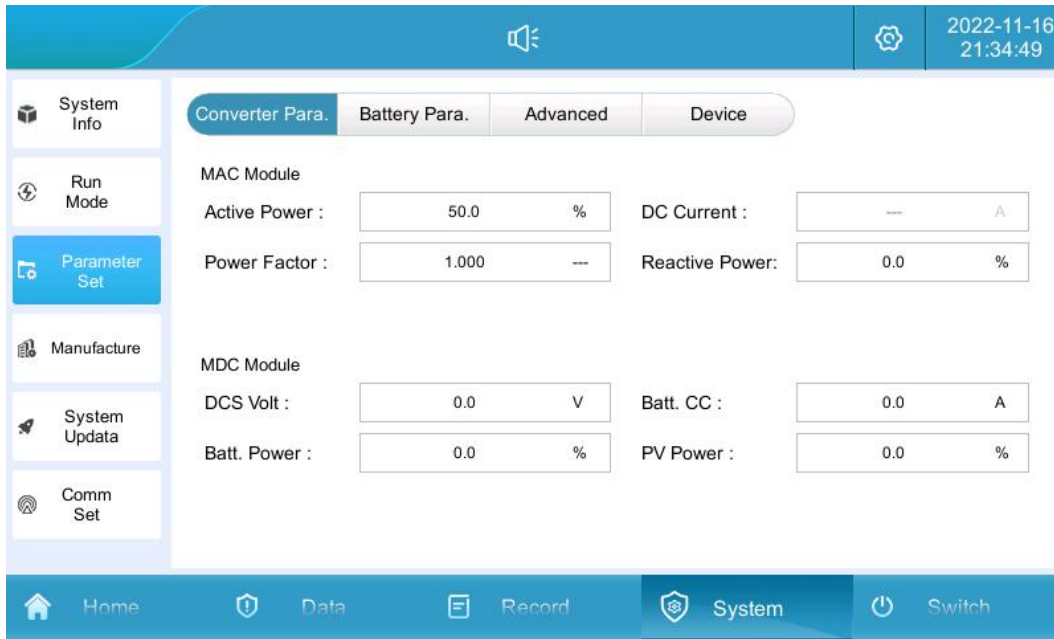 2022-11-16
21:34:49
System
Info
Run
Mode
Parameter
Set
Manufacture
System
Updata
Comm
Set
Converter Para.
Battery Para.
Advanced
Device
MAC Module
Active Power : 50.0 %
DC Current : --- A
Power Factor : 1.000 ---
Reactive Power: 0.0 %
MDC Module
DCS Volt : 0.0 V
Batt. CC : 0.0 A
Batt. Power : 0.0 %
PV Power : 0.0 %
Home
Data
Record
System
Switch